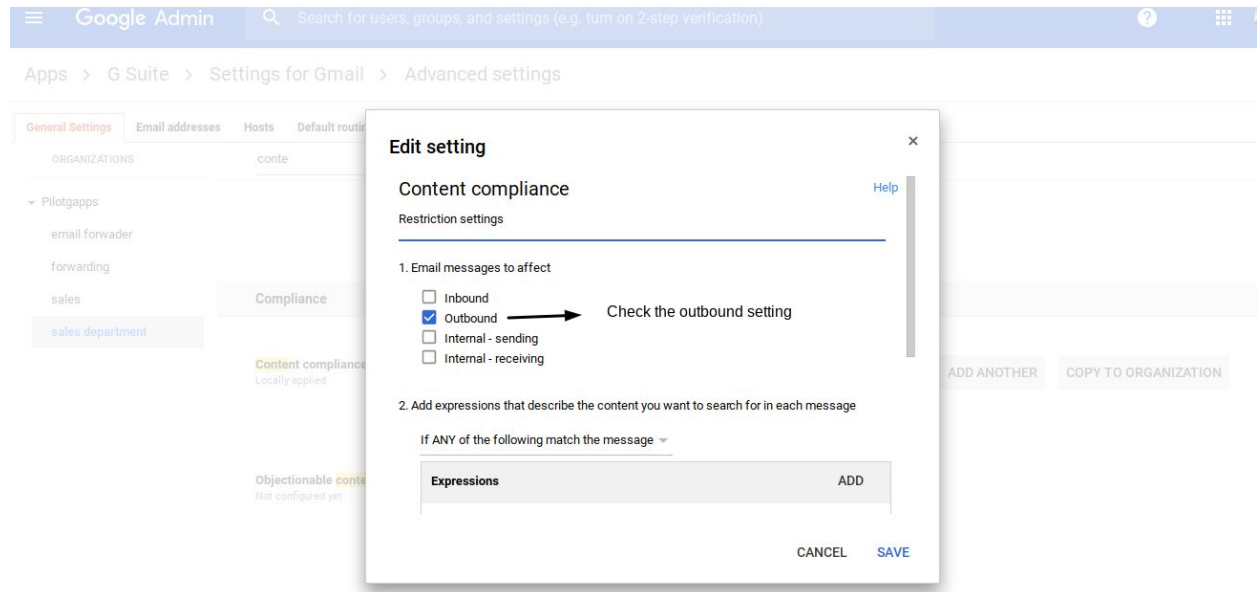 Google Admin
Search for users, groups, and settings (e.g. turn on 2-step verification)
Apps > G Suite > Settings for Gmail > Advanced settings
General Settings Email addresses Hosts Default routin
ORGANIZATIONS
conte
Pilotgapps
email forwader
forwarding
sales
sales department
Compliance
Content compliance
Locally applied
ADD ANOTHER COPY TO ORGANIZATION
Objectionable conte
Not configured yet
Edit setting
×
Content compliance
Help
Restriction settings
1. Email messages to affect
Inbound
Outbound
Check the outbound setting
Internal - sending
Internal - receiving
2. Add expressions that describe the content you want to search for in each message
If ANY of the following match the message
Expressions ADD
CANCEL SAVE